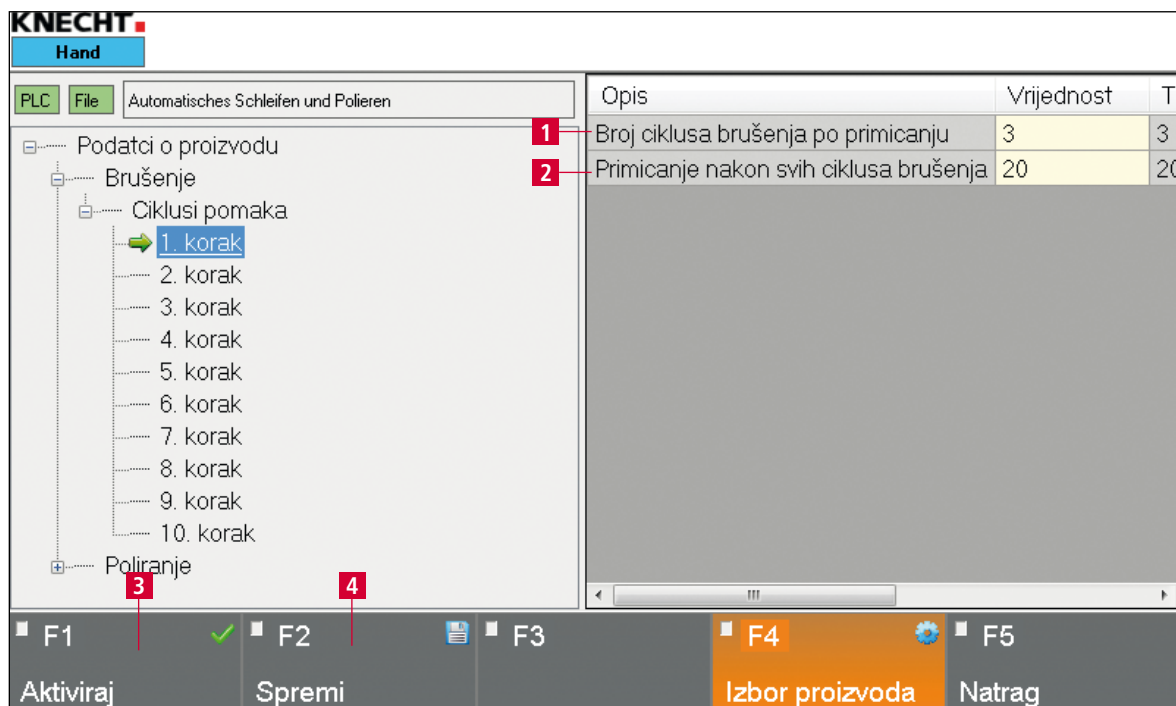 KNECHT
Hand
PLC File Automatisches Schleifen und Polieren
Podatci o proizvodu
Brušenje
Ciklusi pomaka
1. korak
2. korak
3. korak
4. korak
5. korak
6. korak
7. korak
8. korak
9. korak
10. korak
Poliranje
Opis Vrijednost T
1 Broj ciklusa brušenja po primicanju 3 3
2 Primicanje nakon svih ciklusa brušenja 20 20
3 4
F1 F2 F3 F4 F5
Aktiviraj Spremi Izbor proizvoda Natrag